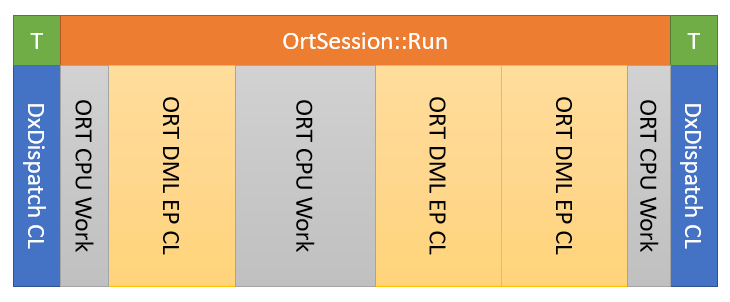 T
OrtSession::Run
T
DxDispatch CL
ORT CPU Work
ORT DML EP CL
ORT CPU Work
ORT DML EP CL
ORT DML EP CL
ORT CPU Work
DxDispatch CL